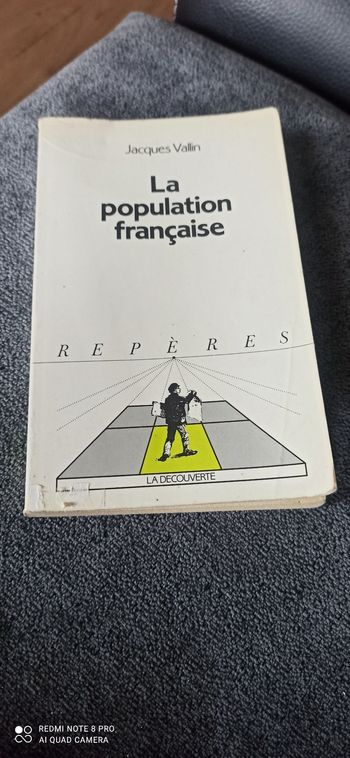 Jacques Vallin
La
population
française
REPÈRES
LA DECOUVERTE
REDMI NOTE 8 PRO
AI QUAD CAMERA